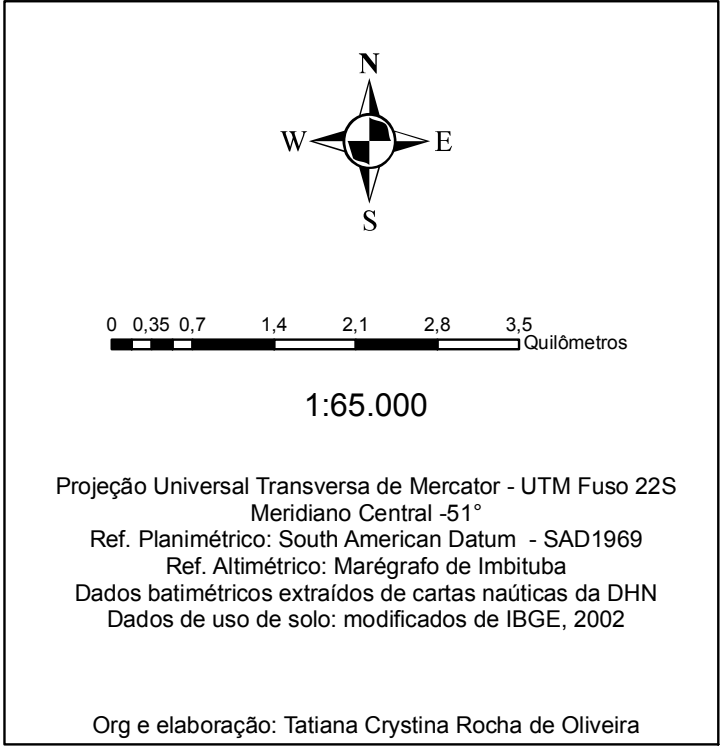 N
W E
S
0 0,35 0,7 1,4 2,1 2,8 3,5
Quilômetros
1:65.000
Projeção Universal Transversa de Mercator - UTM Fuso 22S
Meridiano Central -51°
Ref. Planimétrico: South American Datum - SAD1969
Ref. Altimétrico: Marégrafo de Imbituba
Dados batimétricos extraídos de cartas naúticas da DHN
Dados de uso de solo: modificados de IBGE, 2002
Org e elaboração: Tatiana Crystina Rocha de Oliveira